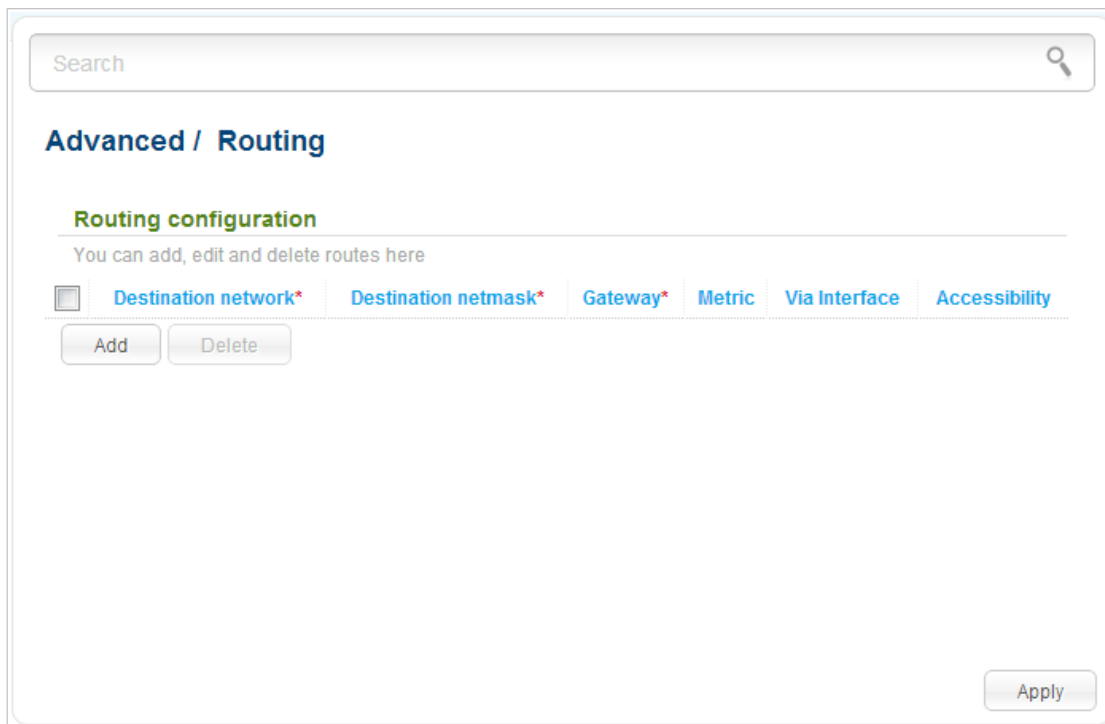 Search
Advanced / Routing
Routing configuration
You can add, edit and delete routes here
Destination network* Destination netmask* Gateway* Metric Via Interface Accessibility
Add Delete
Apply